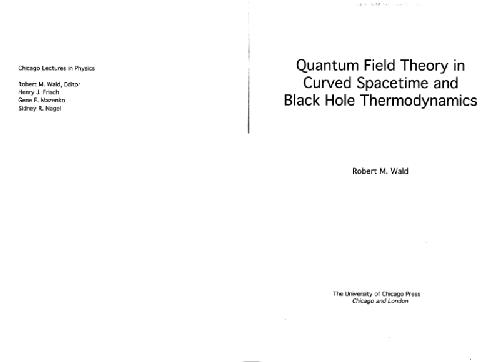 Chicago Lectures in Physics
Robert M. Wald, Editor
Henry J. Frisch
Gene F. Mazenko
Sidney R. Nagel
Quantum Field Theory in
Curved Spacetime and
Black Hole Thermodynamics
Robert M. Wald
The University of Chicago Press
Chicago and London